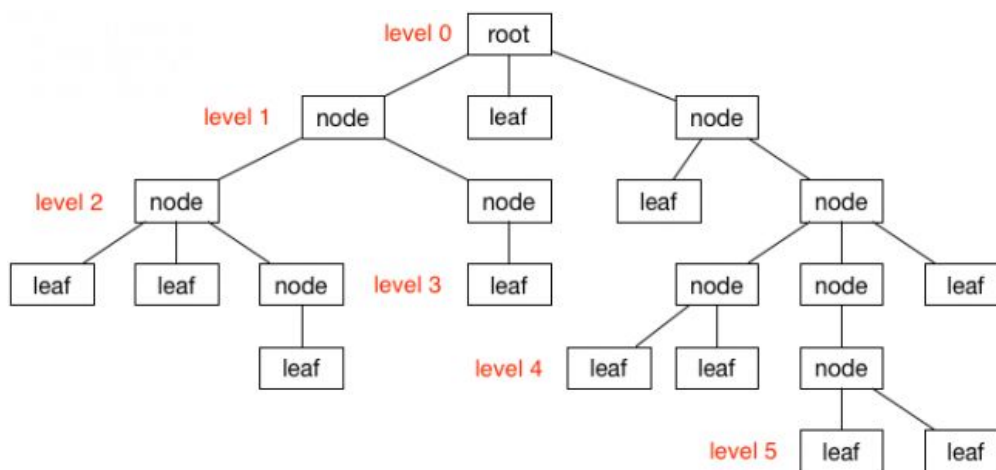 level 0 root
level 1 node leaf node
level 2 node node leaf node
leaf leaf node level 3 leaf node node leaf
leaf level 4 leaf leaf node
level 5 leaf leaf